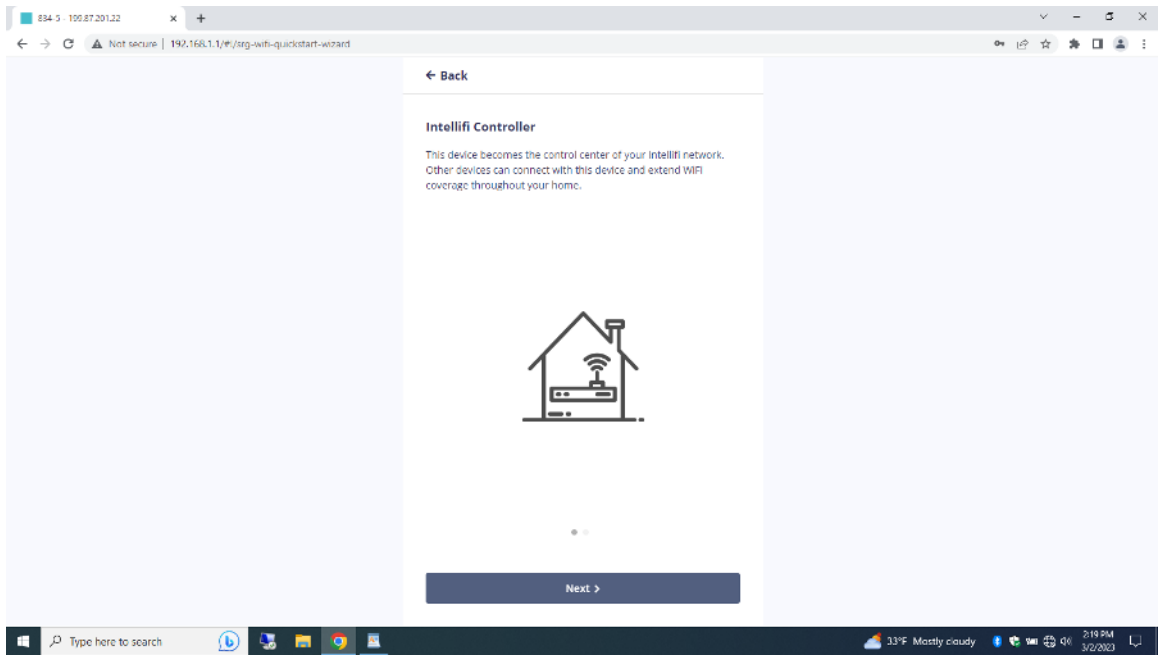 834-5 - 199.87.201.22
Not secure | 192.168.1.1/#!/srg-wifi-quickstart-wizard
Back
Intellifi Controller
This device becomes the control center of your Intellifi network.
Other devices can connect with this device and extend WiFi
coverage throughout your home.
Next >
Type here to search
33°F Mostly cloudy
2:19 PM
3/2/2023